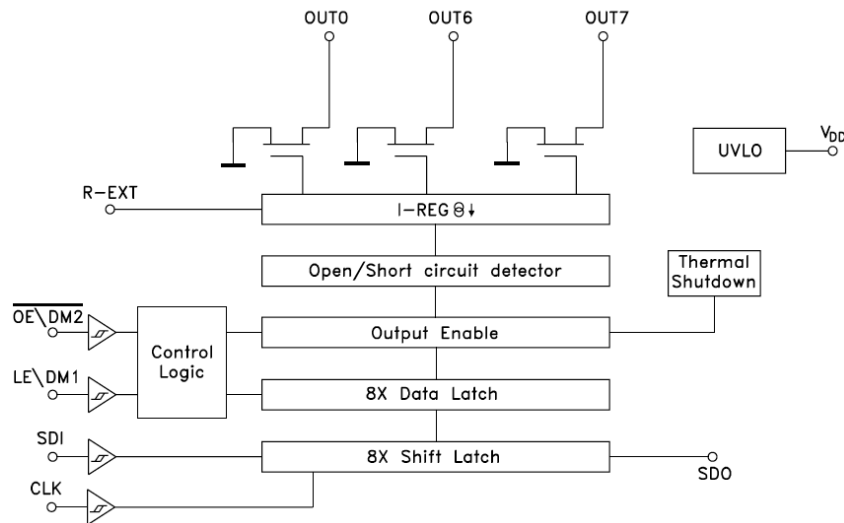 OUT0
OUT6
OUT7
UVLO
VDD
R-EXT
I-REG
Open/Short circuit detector
Thermal
Shutdown
OE\DM2
Output Enable
Control
Logic
LE\DM1
8X Data Latch
SDI
8X Shift Latch
SDO
CLK